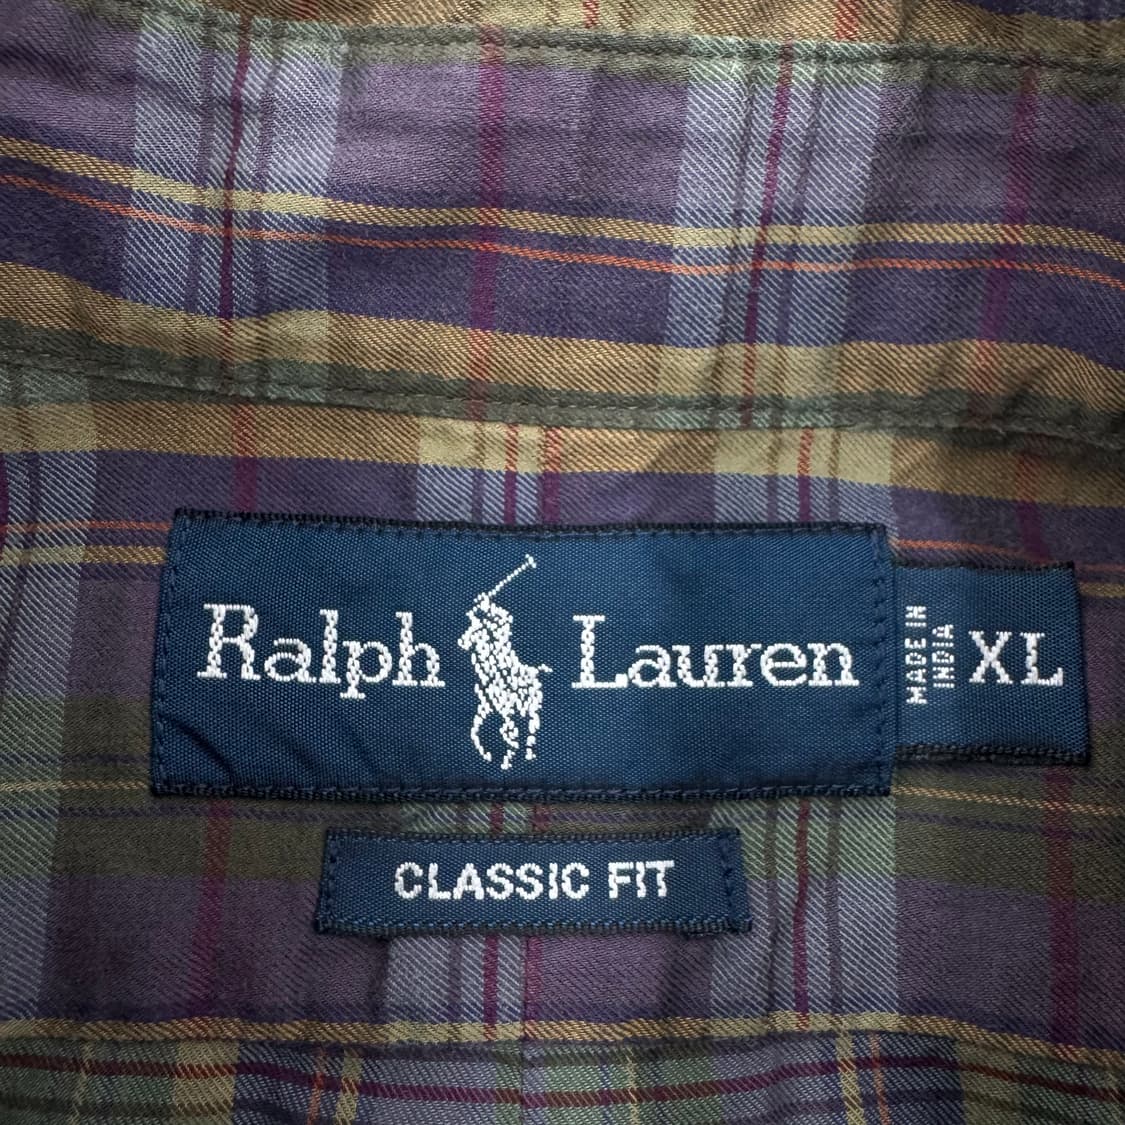 Ralph Lauren
MADE IN
INDIA
XL
CLASSIC FIT